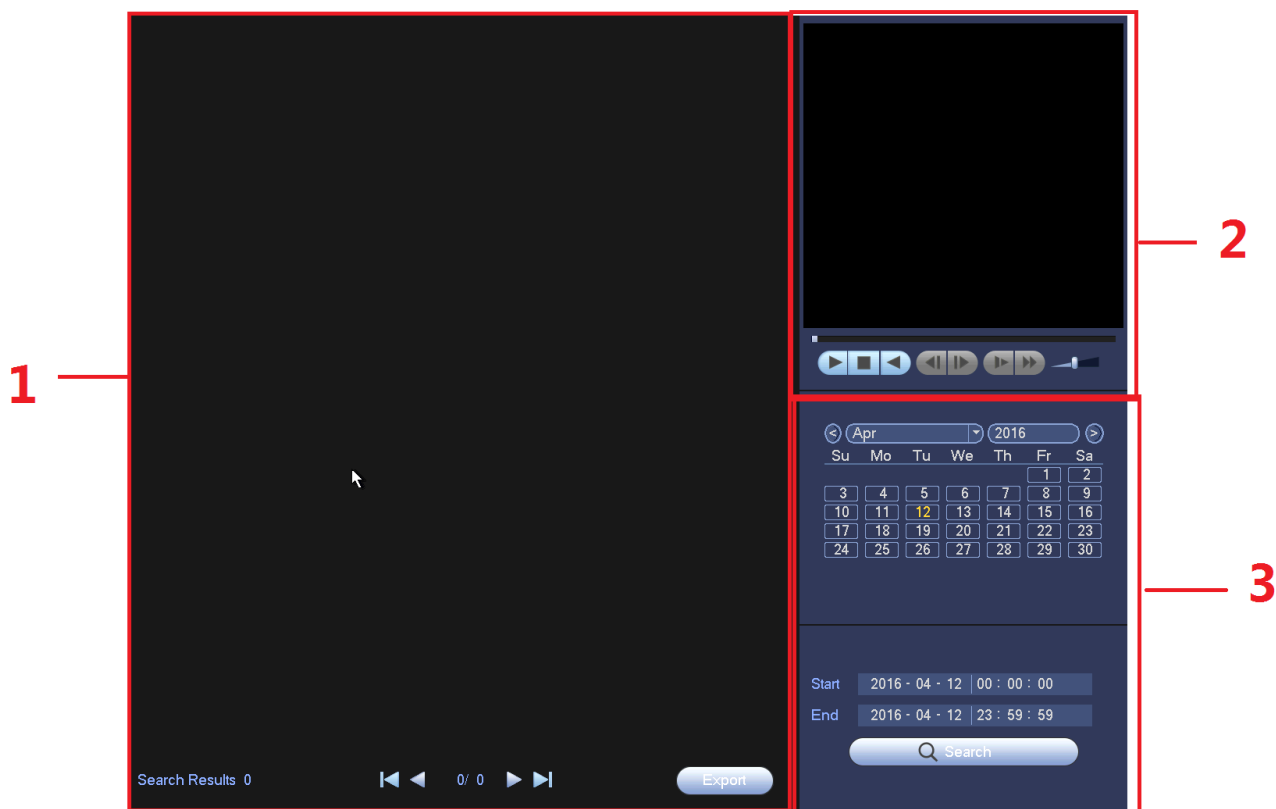 1
Search Results 0
0/ 0
Export
2
< Apr 2016 >
Su Mo Tu We Th Fr Sa
1 2
3 4 5 6 7 8 9
10 11 12 13 14 15 16
17 18 19 20 21 22 23
24 25 26 27 28 29 30
3
Start 2016 - 04 - 12 00 : 00 : 00
End 2016 - 04 - 12 23 : 59 : 59
Search